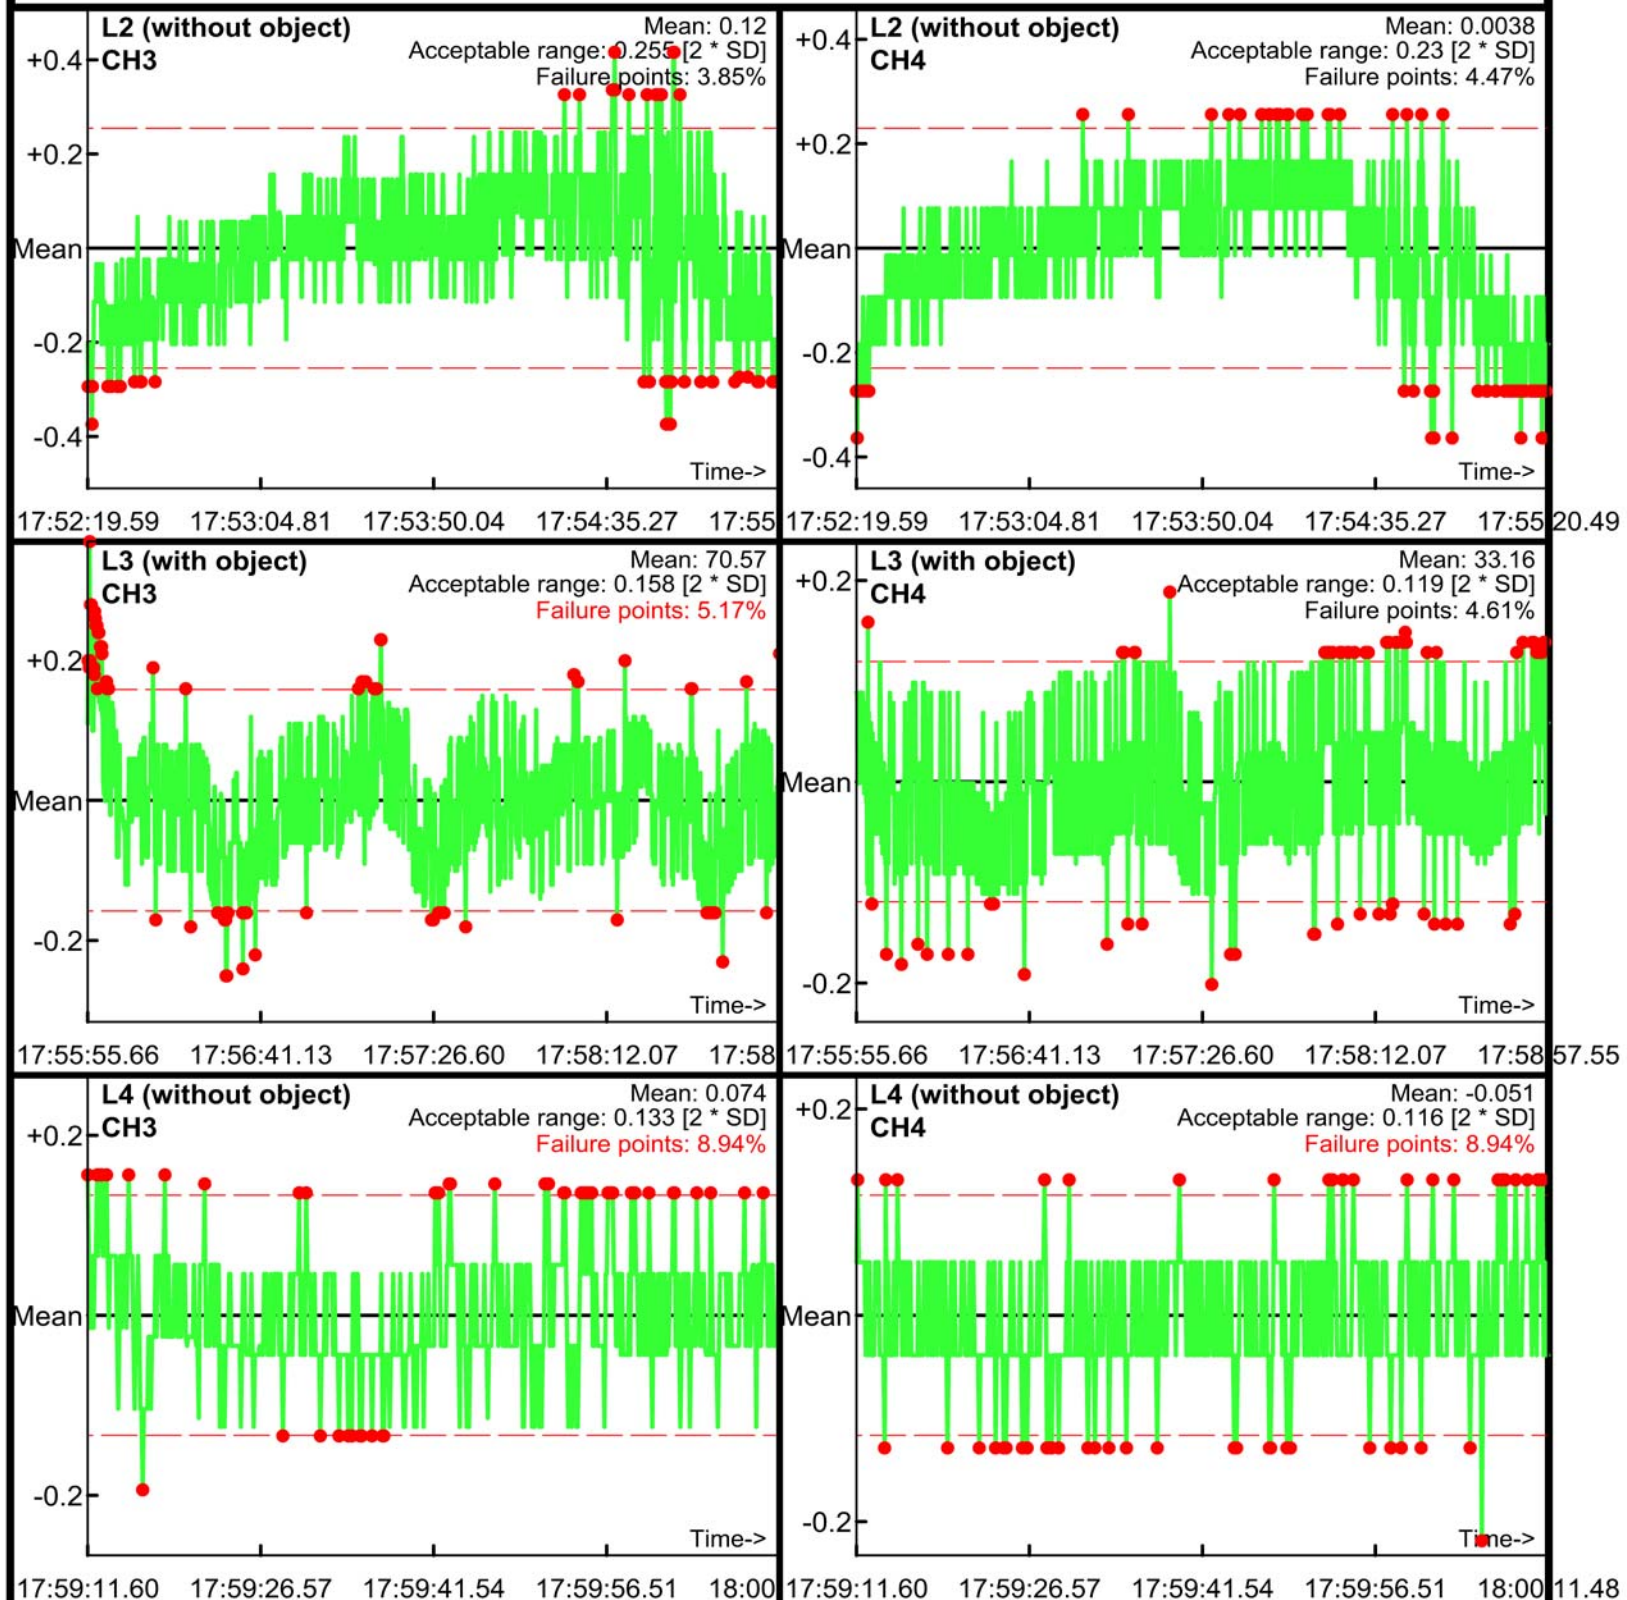 L2 (without object)
CH3
Mean: 0.12
Acceptable range: 0.255 [2 * SD]
Failure points: 3.85%
+0.4
+0.2
Mean
-0.2
-0.4
Time->
17:52:19.59 17:53:04.81 17:53:50.04 17:54:35.27 17:55
L2 (without object)
CH4
Mean: 0.0038
Acceptable range: 0.23 [2 * SD]
Failure points: 4.47%
+0.4
+0.2
Mean
-0.2
-0.4
Time->
17:52:19.59 17:53:04.81 17:53:50.04 17:54:35.27 17:55:20.49
L3 (with object)
CH3
Mean: 70.57
Acceptable range: 0.158 [2 * SD]
Failure points: 5.17%
+0.2
Mean
-0.2
Time->
17:55:55.66 17:56:41.13 17:57:26.60 17:58:12.07 17:58
L3 (with object)
CH4
Mean: 33.16
Acceptable range: 0.119 [2 * SD]
Failure points: 4.61%
+0.2
Mean
-0.2
Time->
17:55:55.66 17:56:41.13 17:57:26.60 17:58:12.07 17:58:57.55
L4 (without object)
CH3
Mean: 0.074
Acceptable range: 0.133 [2 * SD]
Failure points: 8.94%
+0.2
Mean
-0.2
Time->
17:59:11.60 17:59:26.57 17:59:41.54 17:59:56.51 18:00
L4 (without object)
CH4
Mean: -0.051
Acceptable range: 0.116 [2 * SD]
Failure points: 8.94%
+0.2
Mean
-0.2
Time->
17:59:11.60 17:59:26.57 17:59:41.54 17:59:56.51 18:00:11.48